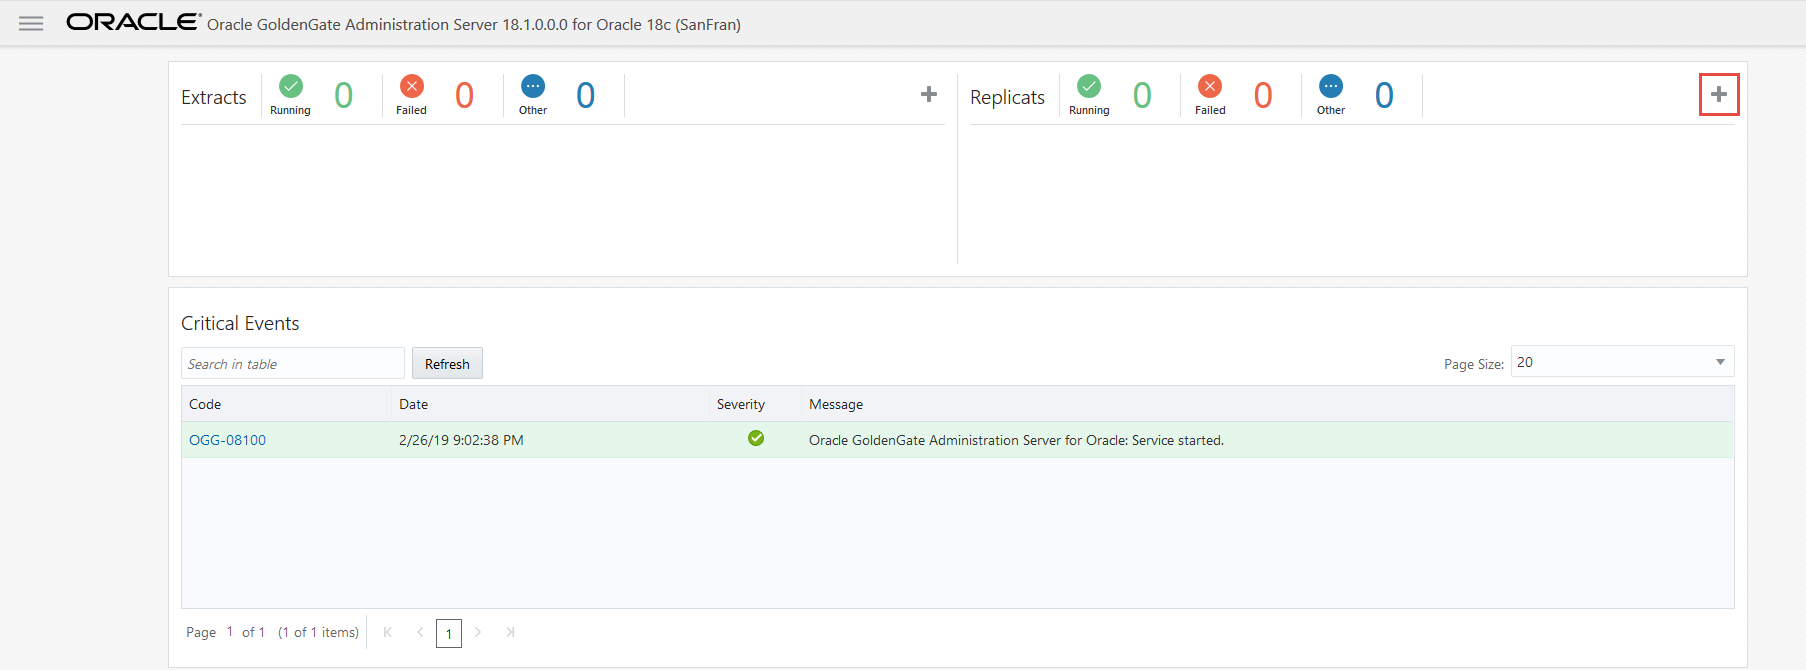 ORACLE® Oracle GoldenGate Administration Server 18.1.0.0.0 for Oracle 18c (SanFran)
Extracts Running 0 Failed 0 Other 0
Replicats Running 0 Failed 0 Other 0
Critical Events
Search in table Refresh Page Size: 20
Code Date Severity Message
OGG-08100 2/26/19 9:02:38 PM Oracle GoldenGate Administration Server for Oracle: Service started.
Page 1 of 1 (1 of 1 items) 1